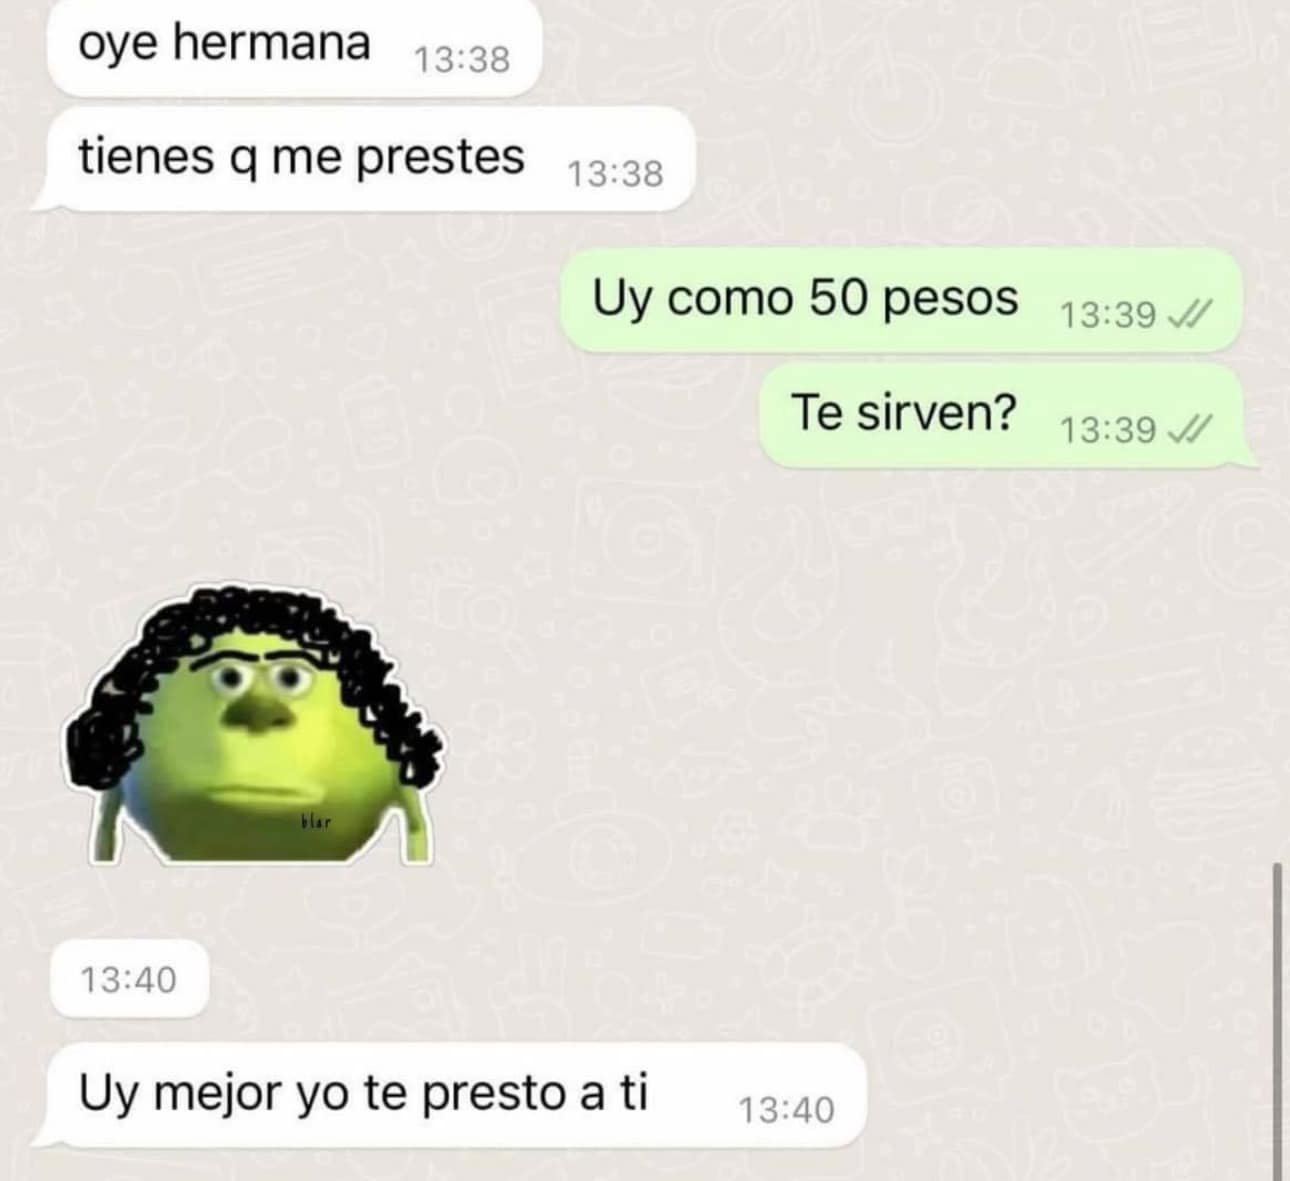 oye hermana 13:38
tienes q me prestes 13:38
Uy como 50 pesos 13:39
Te sirven? 13:39
blar
13:40
Uy mejor yo te presto a ti 13:40